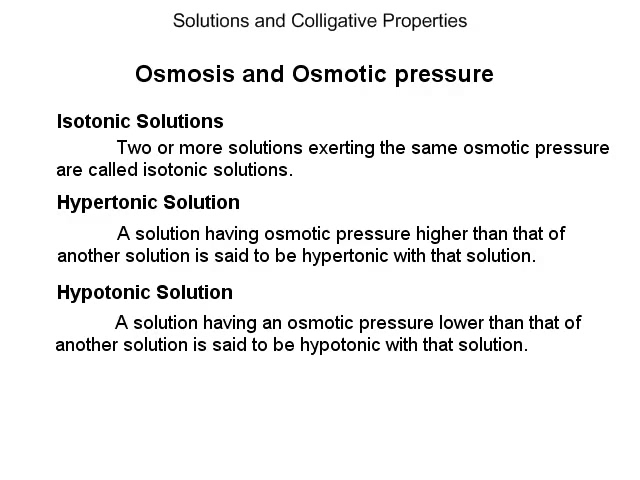 Solutions and Colligative Properties
Osmosis and Osmotic pressure
Isotonic Solutions
Two or more solutions exerting the same osmotic pressure
are called isotonic solutions.
Hypertonic Solution
A solution having osmotic pressure higher than that of
another solution is said to be hypertonic with that solution.
Hypotonic Solution
A solution having an osmotic pressure lower than that of
another solution is said to be hypotonic with that solution.